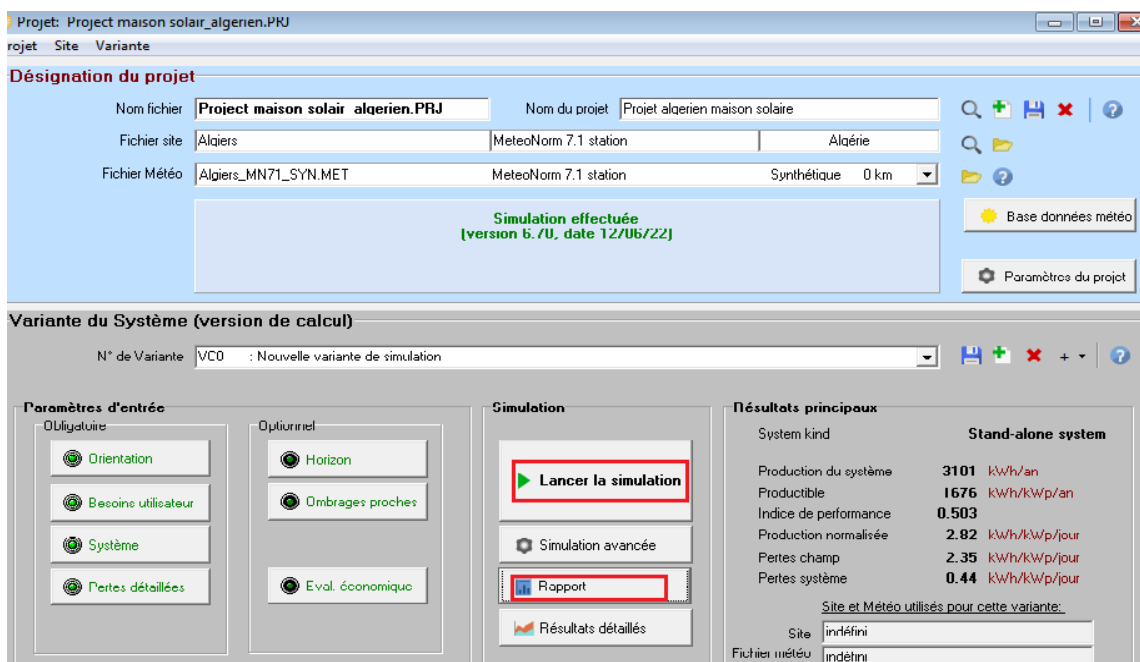 Projet: Project maison solair_algerien.PRJ
rojet Site Variante
Désignation du projet
Nom fichier Project maison solair algerien.PRJ Nom du projet Projet algerien maison solaire
Fichier site Algiers MeteoNorm 7.1 station Algérie
Fichier Météo Algiers_MN71_SYN.MET MeteoNorm 7.1 station Synthétique 0 km
Simulation effectuée
(version 6.70, date 12/06/22)
Base données météo
Paramètres du projet
Variante du Système (version de calcul)
N° de Variante VC0 : Nouvelle variante de simulation
Paramètres d'entrée
Obligatoire
Orientation
Besoins utilisateur
Système
Pertes détaillées
Optionnel
Horizon
Ombrages proches
Eval. économique
Simulation
Lancer la simulation
Simulation avancée
Rapport
Résultats détaillés
Résultats principaux
System kind Stand-alone system
Production du système 3101 kWh/an
Productible 1676 kWh/kWp/an
Indice de performance 0.503
Production normalisée 2.82 kWh/kWp/jour
Pertes champ 2.35 kWh/kWp/jour
Pertes système 0.44 kWh/kWp/jour
Site et Météo utilisés pour cette variante:
Site indéfini
Fichier météo indéfini